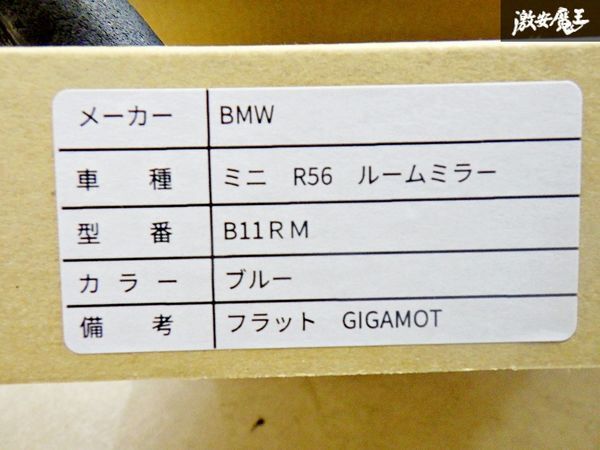 激安魔王
メーカー BMW
車 種 ミニ R56 ルームミラー
型 番 B11RM
カラー ブルー
備 考 フラット GIGAMOT